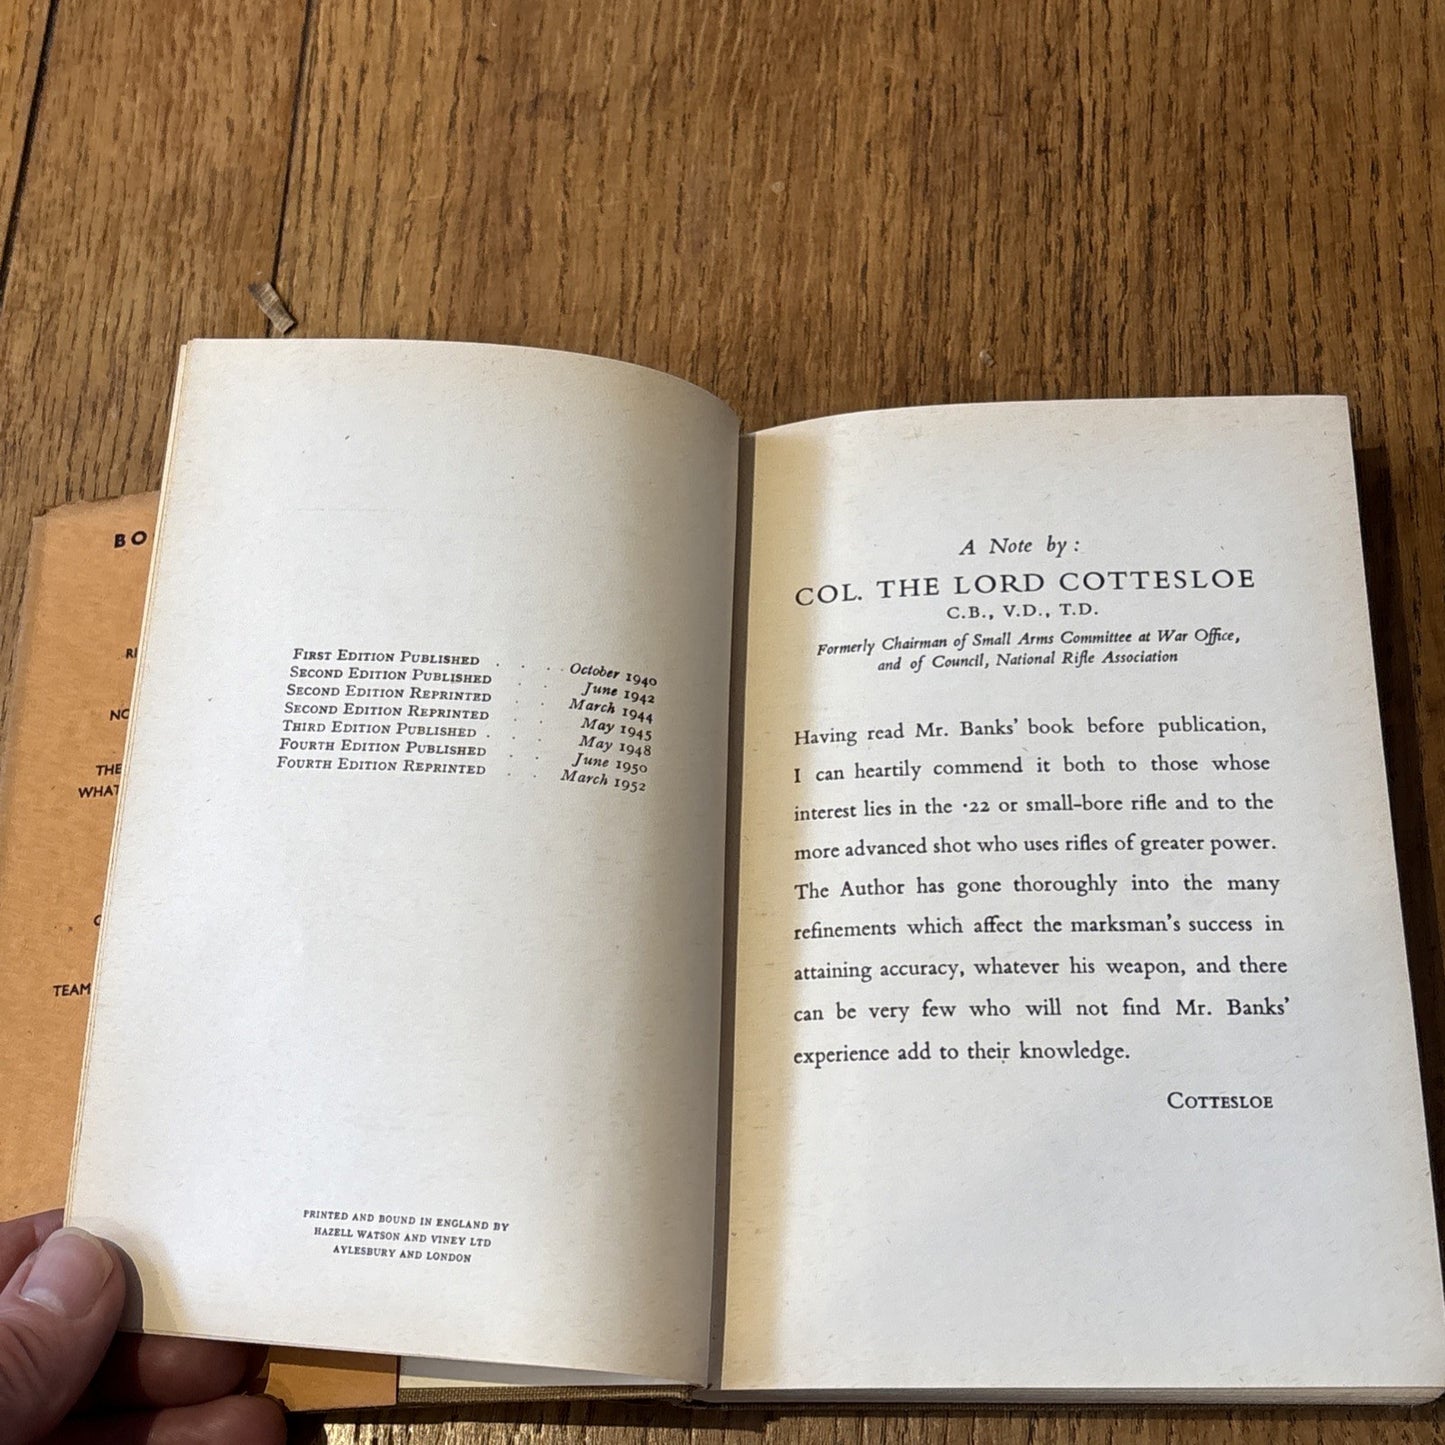 BO
RI
NO
THE
WHAT
TEAM
FIRST EDITION PUBLISHED . . . . October 1940
SECOND EDITION PUBLISHED . . June 1942
SECOND EDITION REPRINTED . . March 1944
SECOND EDITION REPRINTED . . May 1945
THIRD EDITION PUBLISHED . . . May 1948
FOURTH EDITION PUBLISHED . . June 1950
FOURTH EDITION REPRINTED . . March 1952
PRINTED AND BOUND IN ENGLAND BY
HAZELL WATSON AND VINEY LTD
AYLESBURY AND LONDON
A Note by :
COL. THE LORD COTTESLOE
C.B., V.D., T.D.
Formerly Chairman of Small Arms Committee at War Office,
and of Council, National Rifle Association
Having read Mr. Banks' book before publication,
I can heartily commend it both to those whose
interest lies in the ·22 or small-bore rifle and to the
more advanced shot who uses rifles of greater power.
The Author has gone thoroughly into the many
refinements which affect the marksman's success in
attaining accuracy, whatever his weapon, and there
can be very few who will not find Mr. Banks'
experience add to their knowledge.
COTTESLOE